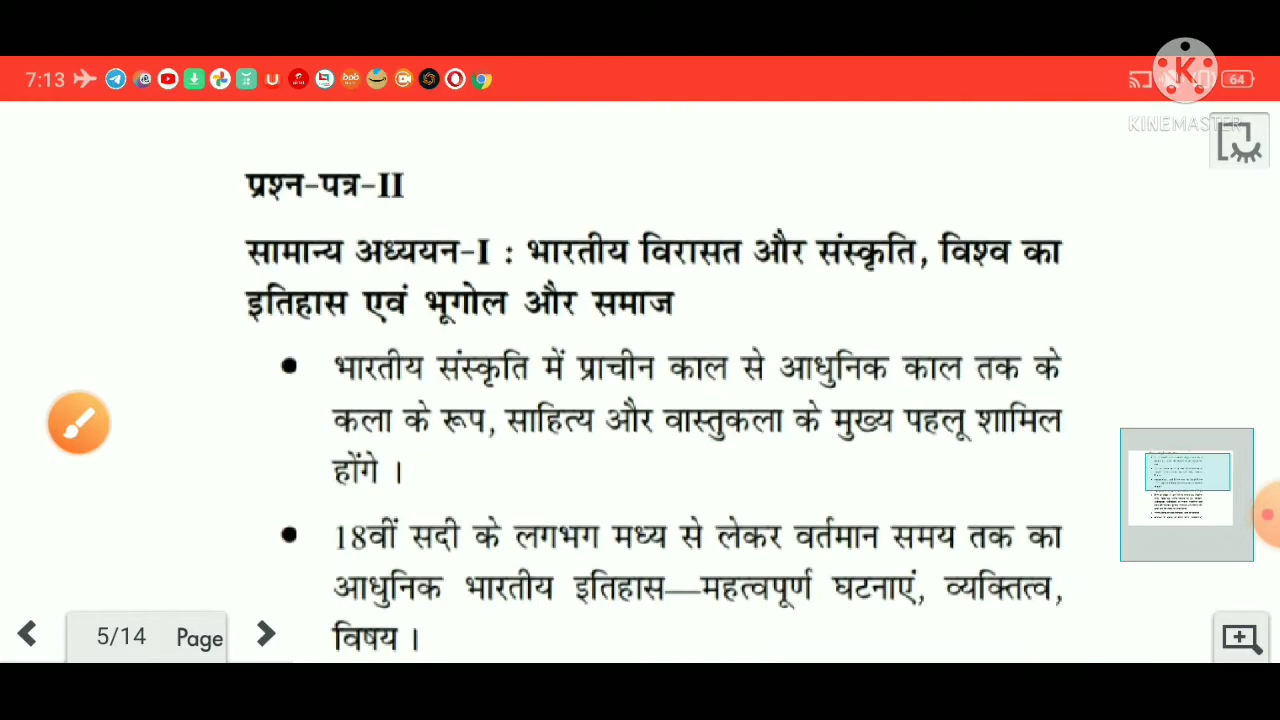 7:13
64
KINEMASTER
प्रश्न-पत्र-II
सामान्य अध्ययन-I : भारतीय विरासत और संस्कृति, विश्व का
इतिहास एवं भूगोल और समाज
● भारतीय संस्कृति में प्राचीन काल से आधुनिक काल तक के
कला के रूप, साहित्य और वास्तुकला के मुख्य पहलू शामिल
होंगे ।
● 18वीं सदी के लगभग मध्य से लेकर वर्तमान समय तक का
आधुनिक भारतीय इतिहास—महत्वपूर्ण घटनाएं, व्यक्तित्व,
विषय ।
5/14 Page